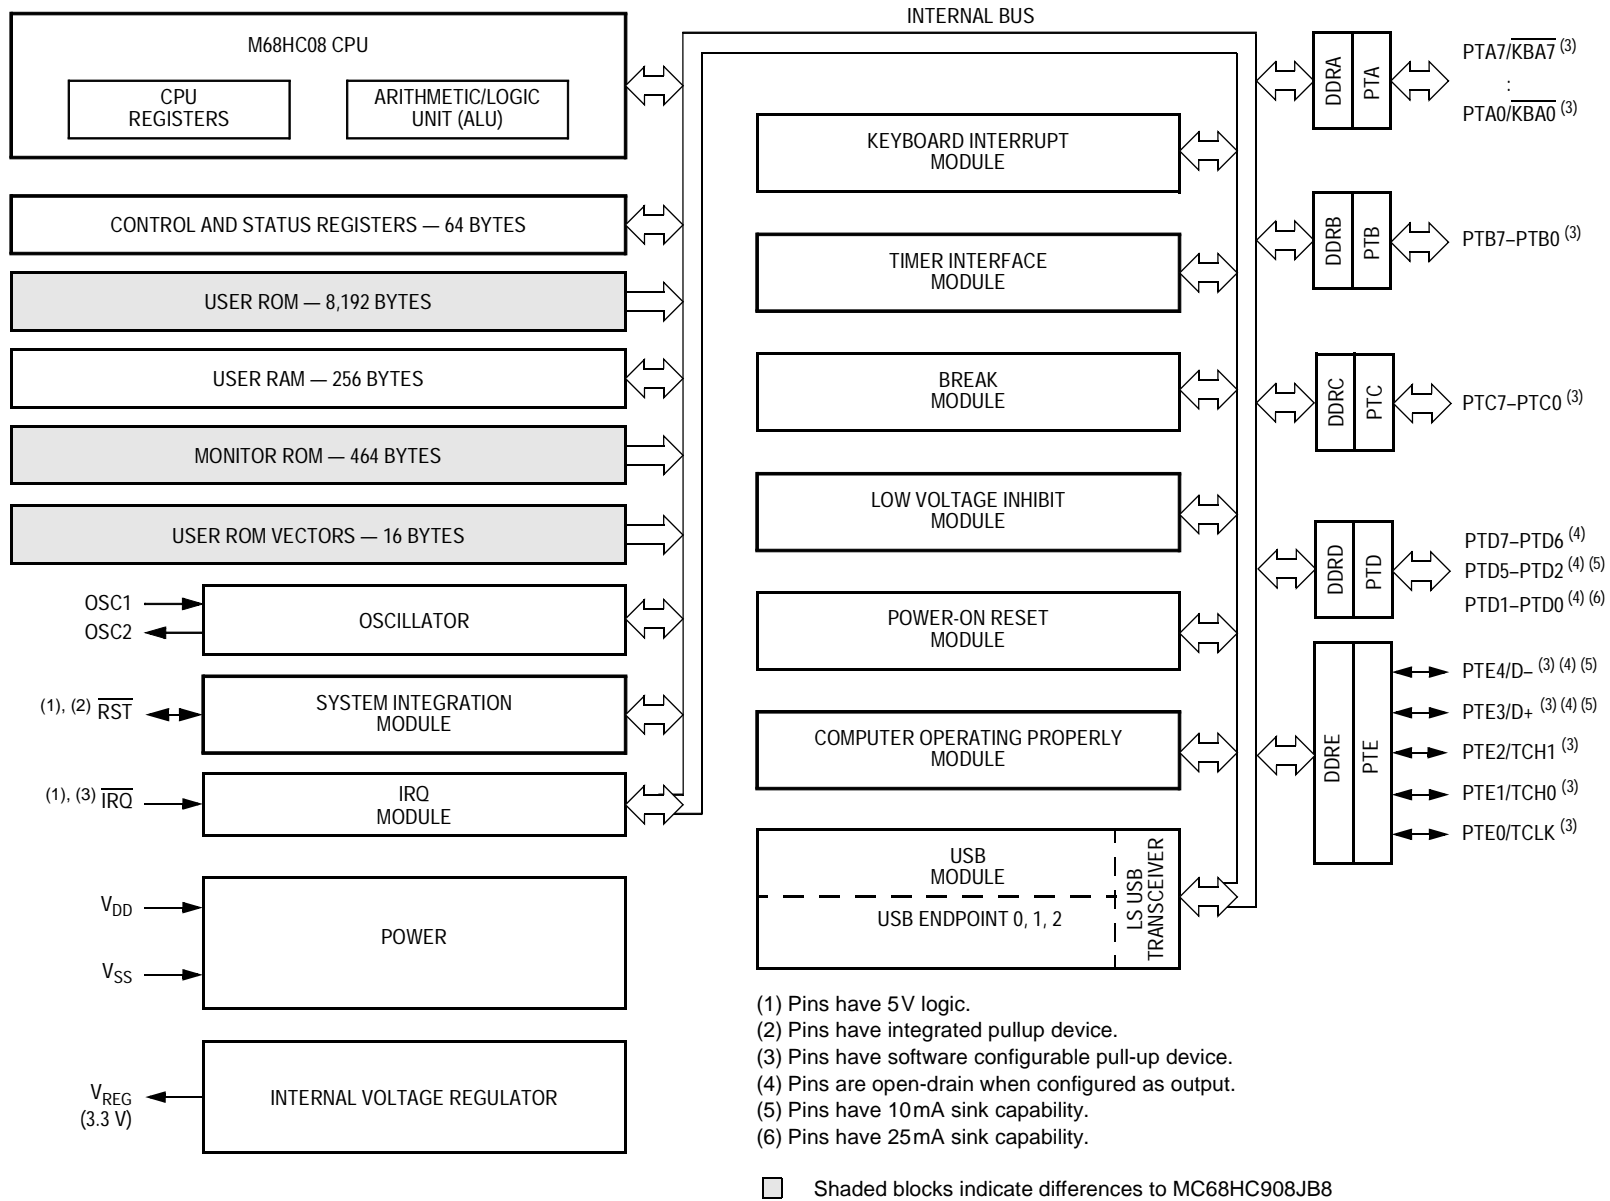 INTERNAL BUS
M68HC08 CPU
CPU
REGISTERS
ARITHMETIC/LOGIC
UNIT (ALU)
CONTROL AND STATUS REGISTERS — 64 BYTES
USER ROM — 8,192 BYTES
USER RAM — 256 BYTES
MONITOR ROM — 464 BYTES
USER ROM VECTORS — 16 BYTES
OSC1
OSC2
OSCILLATOR
(1), (2) RST
SYSTEM INTEGRATION
MODULE
(1), (3) IRQ
IRQ
MODULE
VDD
VSS
POWER
VREG
(3.3 V)
INTERNAL VOLTAGE REGULATOR
KEYBOARD INTERRUPT
MODULE
TIMER INTERFACE
MODULE
BREAK
MODULE
LOW VOLTAGE INHIBIT
MODULE
POWER-ON RESET
MODULE
COMPUTER OPERATING PROPERLY
MODULE
USB
MODULE
USB ENDPOINT 0, 1, 2
LS USB
TRANSCEIVER
DDRA
PTA
PTA7/KBA7 (3)
:
PTA0/KBA0 (3)
DDRB
PTB
PTB7–PTB0 (3)
DDRC
PTC
PTC7–PTC0 (3)
DDRD
PTD
PTD7–PTD6 (4)
PTD5–PTD2 (4) (5)
PTD1–PTD0 (4) (6)
DDRE
PTE
PTE4/D– (3) (4) (5)
PTE3/D+ (3) (4) (5)
PTE2/TCH1 (3)
PTE1/TCH0 (3)
PTE0/TCLK (3)
(1) Pins have 5V logic.
(2) Pins have integrated pullup device.
(3) Pins have software configurable pull-up device.
(4) Pins are open-drain when configured as output.
(5) Pins have 10mA sink capability.
(6) Pins have 25mA sink capability.
Shaded blocks indicate differences to MC68HC908JB8